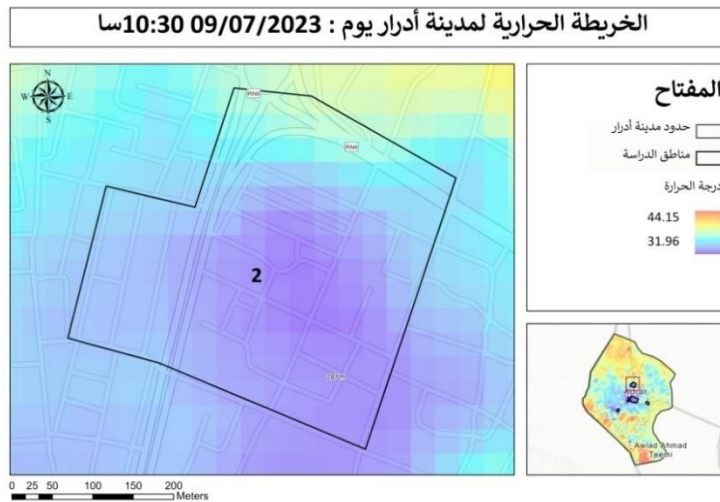 الخريطة الحرارية لمدينة أدرار يوم : 09/07/2023 10:30سا
N
W E
S
RN6
RN6
2
285 m
0 25 50 100 150 200
Meters
المفتاح
حدود مدينة أدرار
مناطق الدراسة
درجة الحرارة
44.15
31.96
Adrar
Awlad Ahmad
Teemi